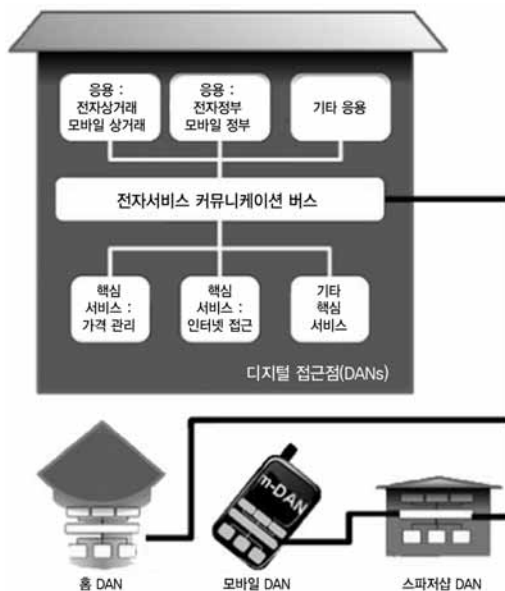 응용 :
전자상거래
모바일 상거래
응용 :
전자정부
모바일 정부
기타 응용
전자서비스 커뮤니케이션 버스
핵심
서비스 :
가격 관리
핵심
서비스 :
인터넷 접근
기타
핵심
서비스
디지털 접근점(DANs)
m-DAN
홈 DAN
모바일 DAN
스파저샵 DAN